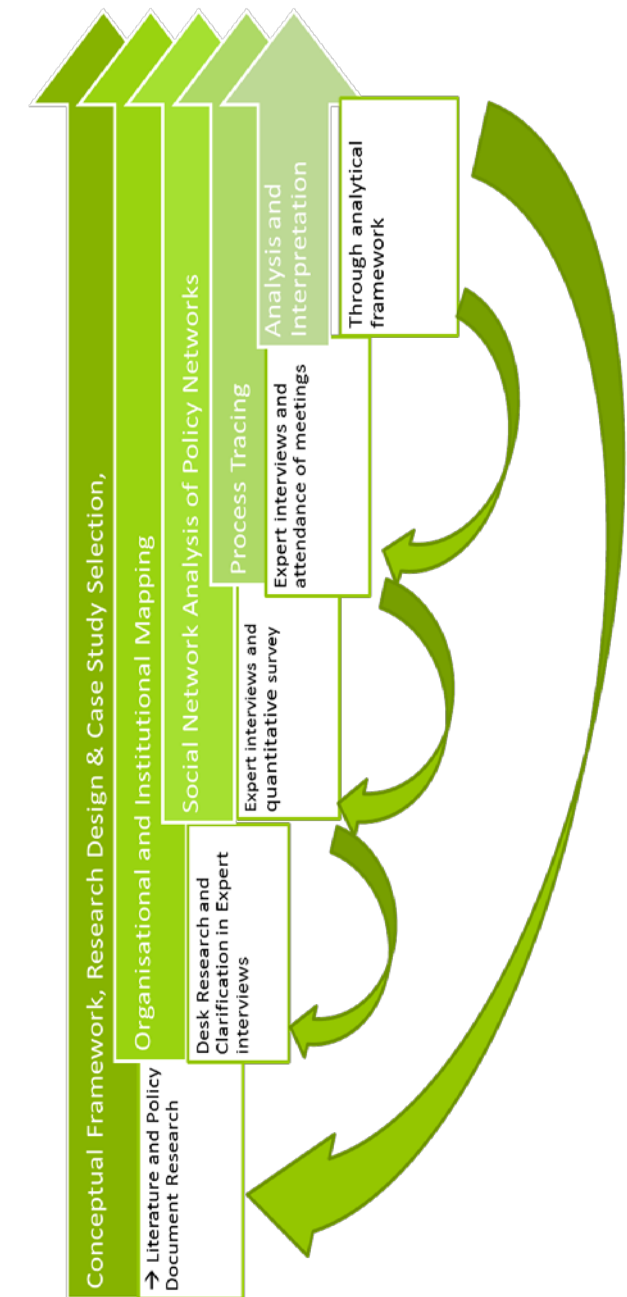 Conceptual Framework, Research Design & Case Study Selection,
→ Literature and Policy
Document Research
Organisational and Institutional Mapping
Desk Research and
Clarification in Expert
interviews
Social Network Analysis of Policy Networks
Expert interviews and
quantitative survey
Process Tracing
Expert interviews and
attendance of meetings
Analysis and
Interpretation
Through analytical
framework